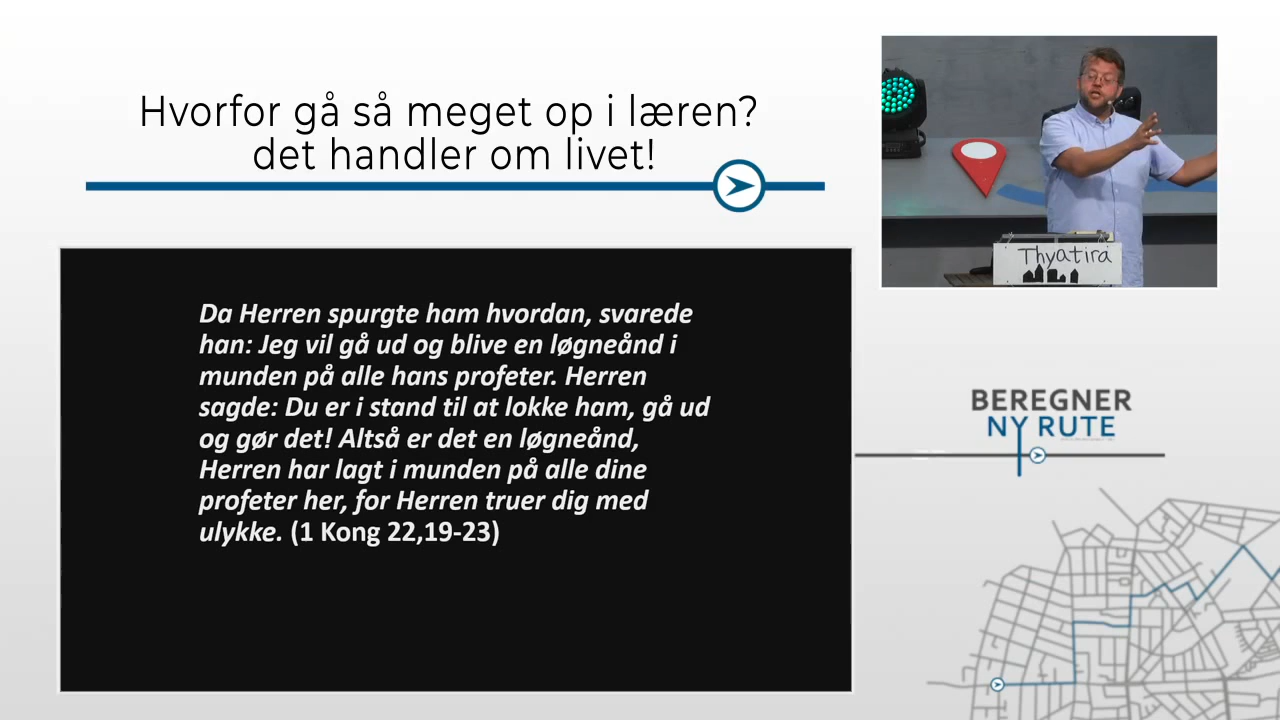 Hvorfor gå så meget op i læren?
det handler om livet!
Da Herren spurgte ham hvordan, svarede
han: Jeg vil gå ud og blive en løgneånd i
munden på alle hans profeter. Herren
sagde: Du er i stand til at lokke ham, gå ud
og gør det! Altså er det en løgneånd,
Herren har lagt i munden på alle dine
profeter her, for Herren truer dig med
ulykke. (1 Kong 22,19-23)
Thyatira
BEREGNER
NY RUTE